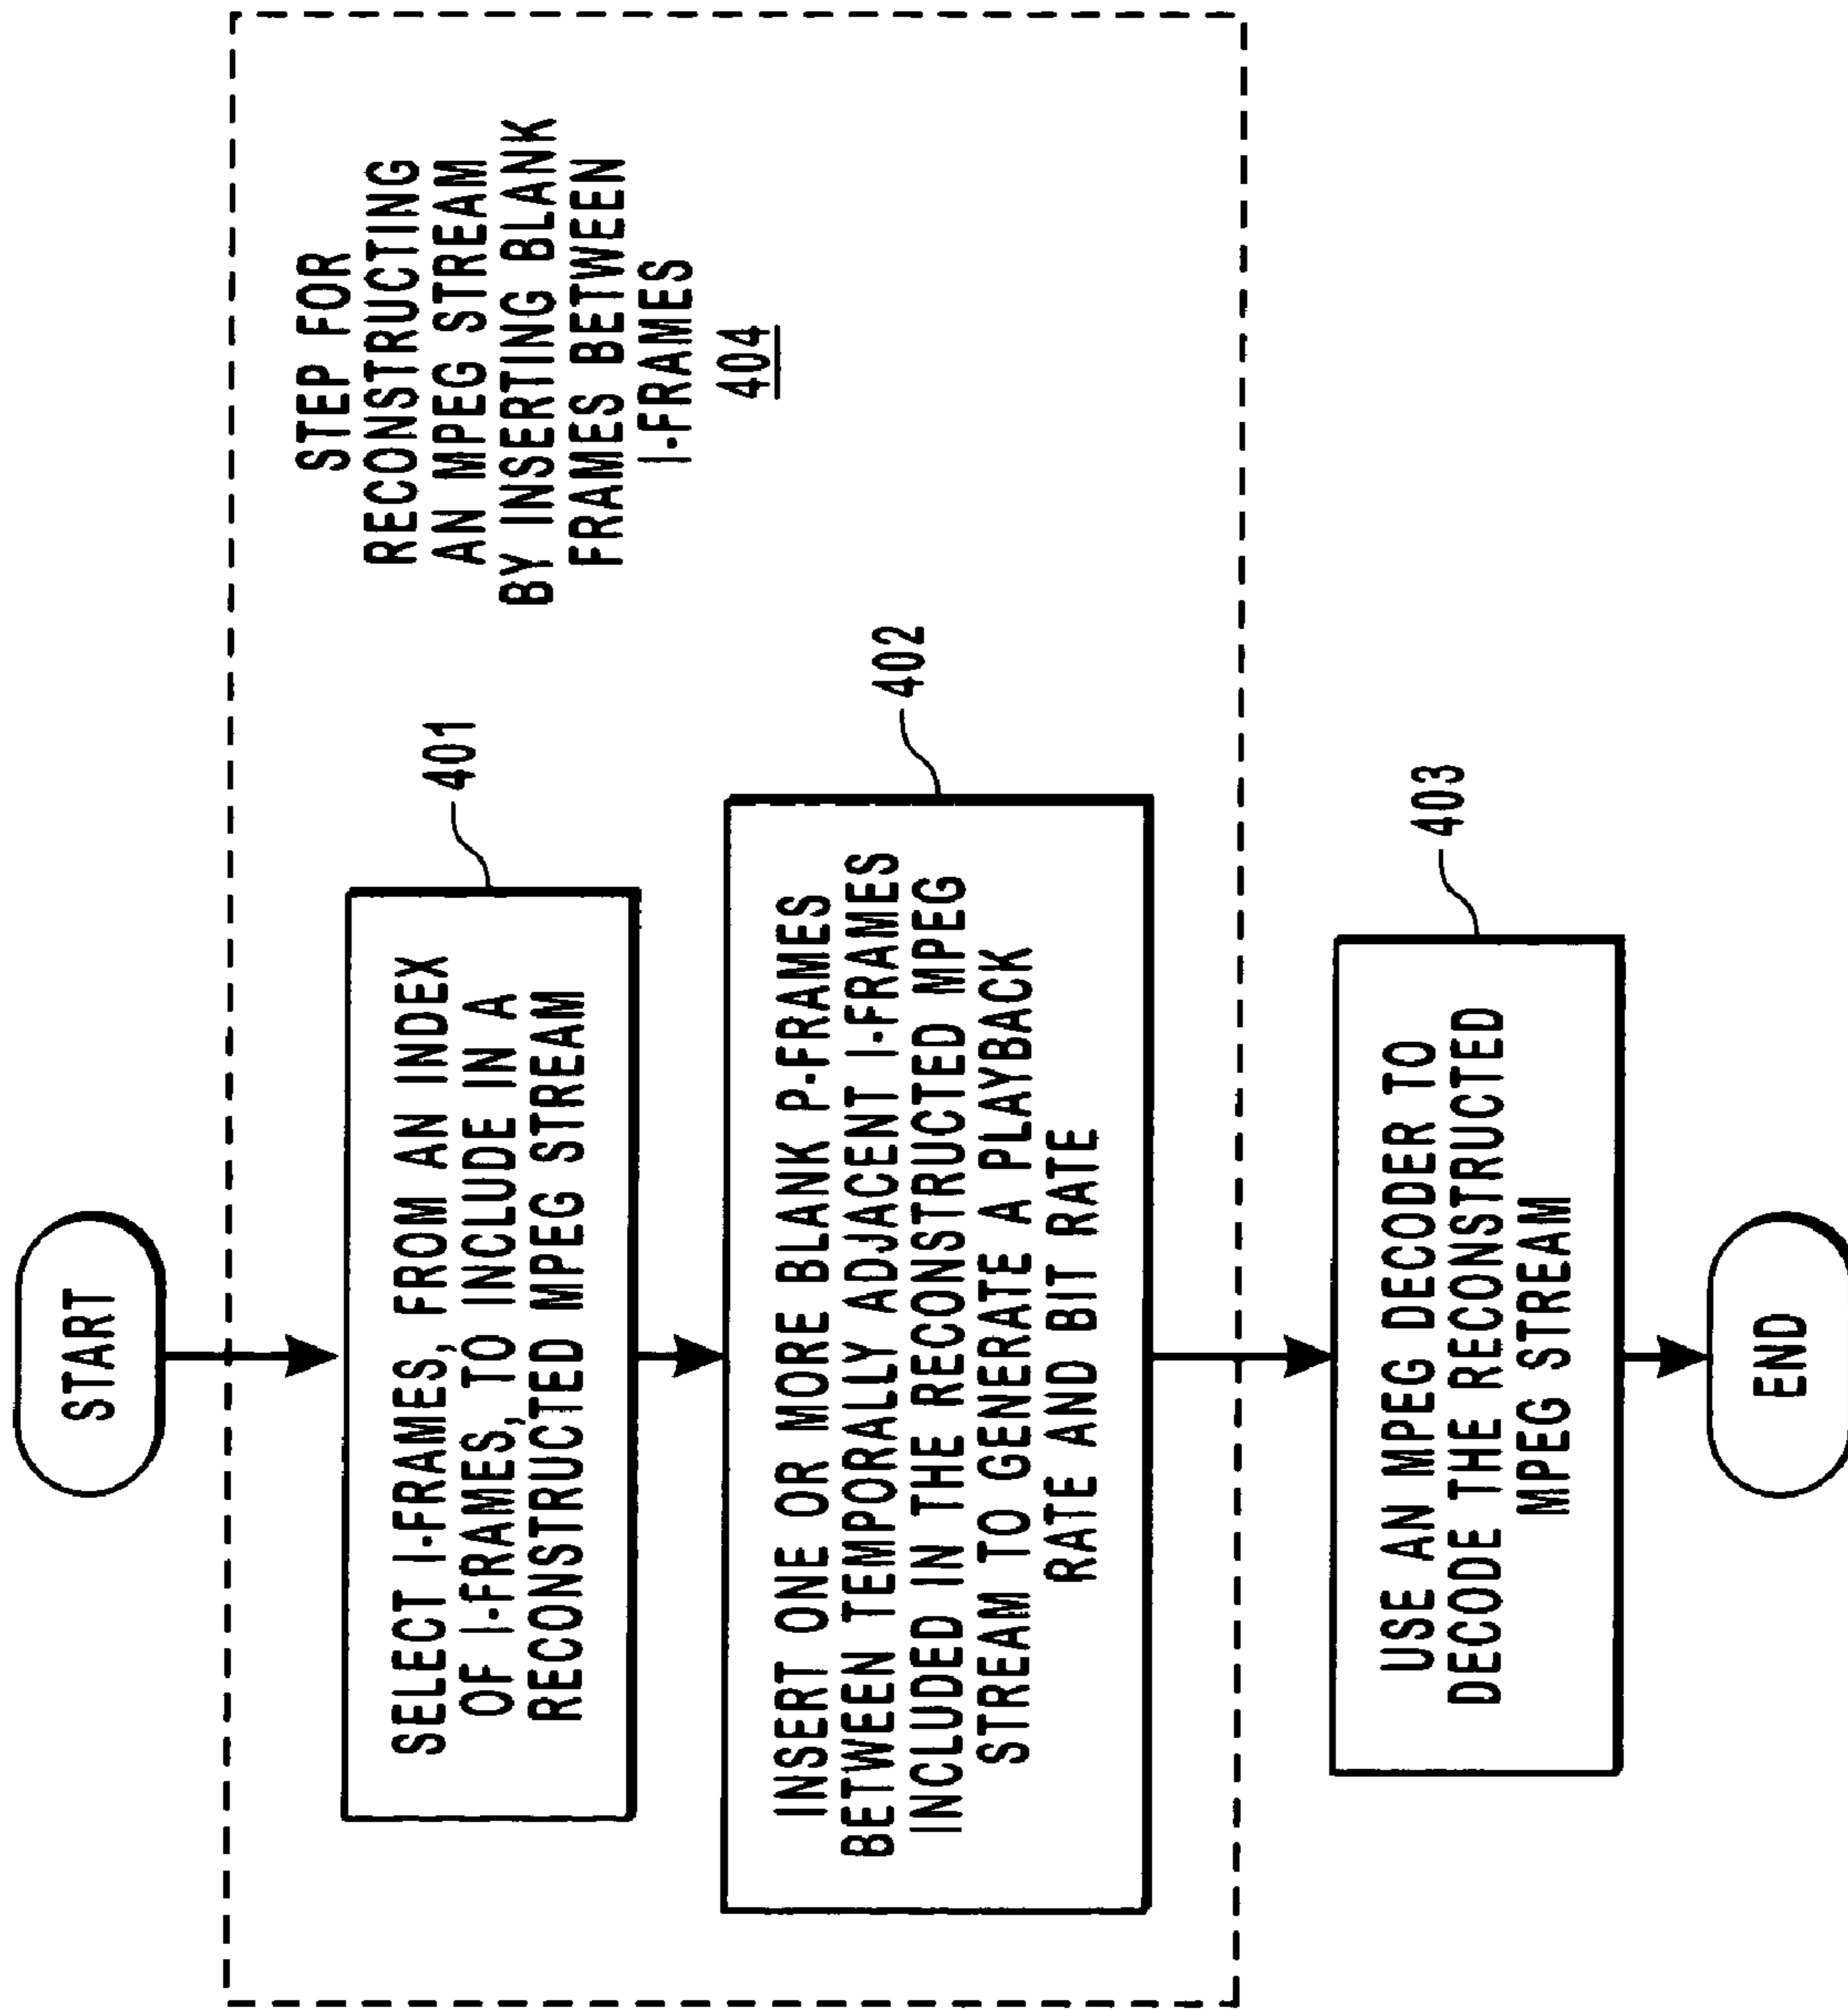 START
STEP FOR
RECONSTRUCTING
AN MPEG STREAM
BY INSERTING BLANK
FRAMES BETWEEN
I-FRAMES
404
401
SELECT I-FRAMES, FROM AN INDEX
OF I-FRAMES, TO INCLUDE IN A
RECONSTRUCTED MPEG STREAM
402
INSERT ONE OR MORE BLANK P-FRAMES
BETWEEN TEMPORALLY ADJACENT I-FRAMES
INCLUDED IN THE RECONSTRUCTED MPEG
STREAM TO GENERATE A PLAYBACK
RATE AND BIT RATE
403
USE AN MPEG DECODER TO
DECODE THE RECONSTRUCTED
MPEG STREAM
END